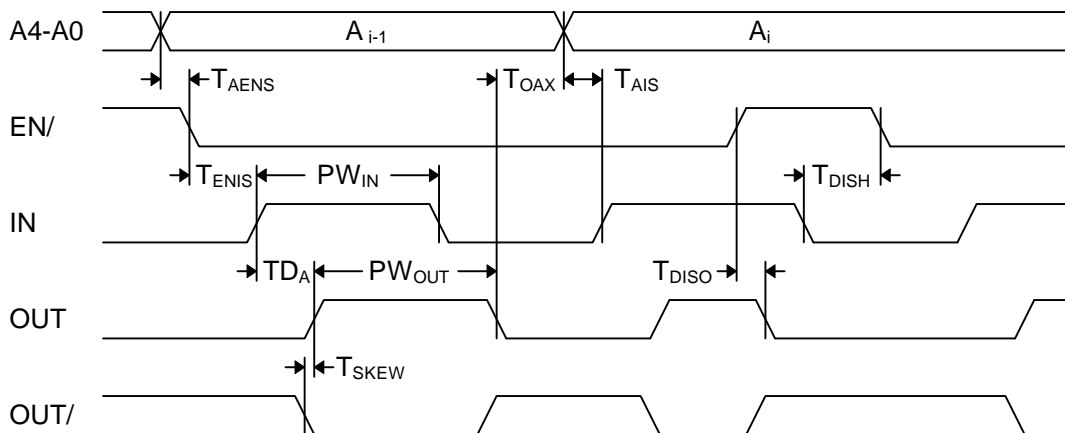 A4-A0 A i-1 Ai
TAENS TOAX TAIS
EN/
TENIS PWIN TDISH
IN
TDA PWOUT TDISO
OUT
TSKEW
OUT/